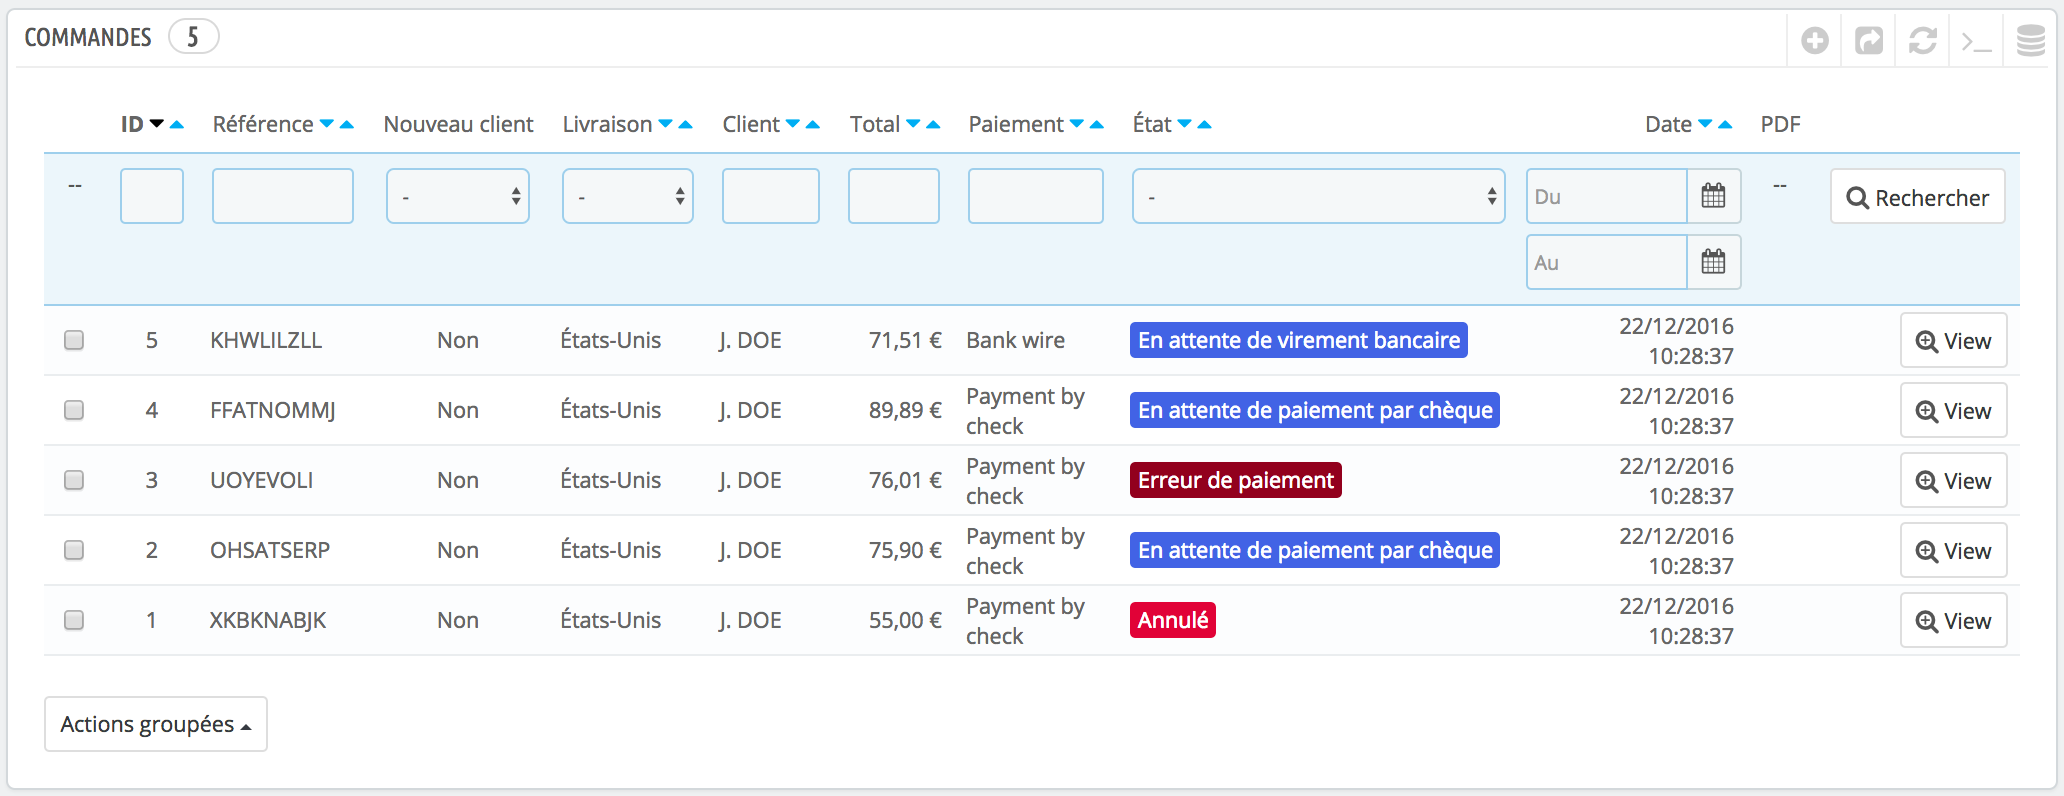 COMMANDES 5
ID Référence Nouveau client Livraison Client Total Paiement État Date PDF
-- - - - Du -- Rechercher
Au
5 KHWLILZLL Non États-Unis J. DOE 71,51 € Bank wire En attente de virement bancaire 22/12/2016 10:28:37 View
4 FFATNOMMJ Non États-Unis J. DOE 89,89 € Payment by check En attente de paiement par chèque 22/12/2016 10:28:37 View
3 UOYEVOLI Non États-Unis J. DOE 76,01 € Payment by check Erreur de paiement 22/12/2016 10:28:37 View
2 OHSATSERP Non États-Unis J. DOE 75,90 € Payment by check En attente de paiement par chèque 22/12/2016 10:28:37 View
1 XKBKNABJK Non États-Unis J. DOE 55,00 € Payment by check Annulé 22/12/2016 10:28:37 View
Actions groupées